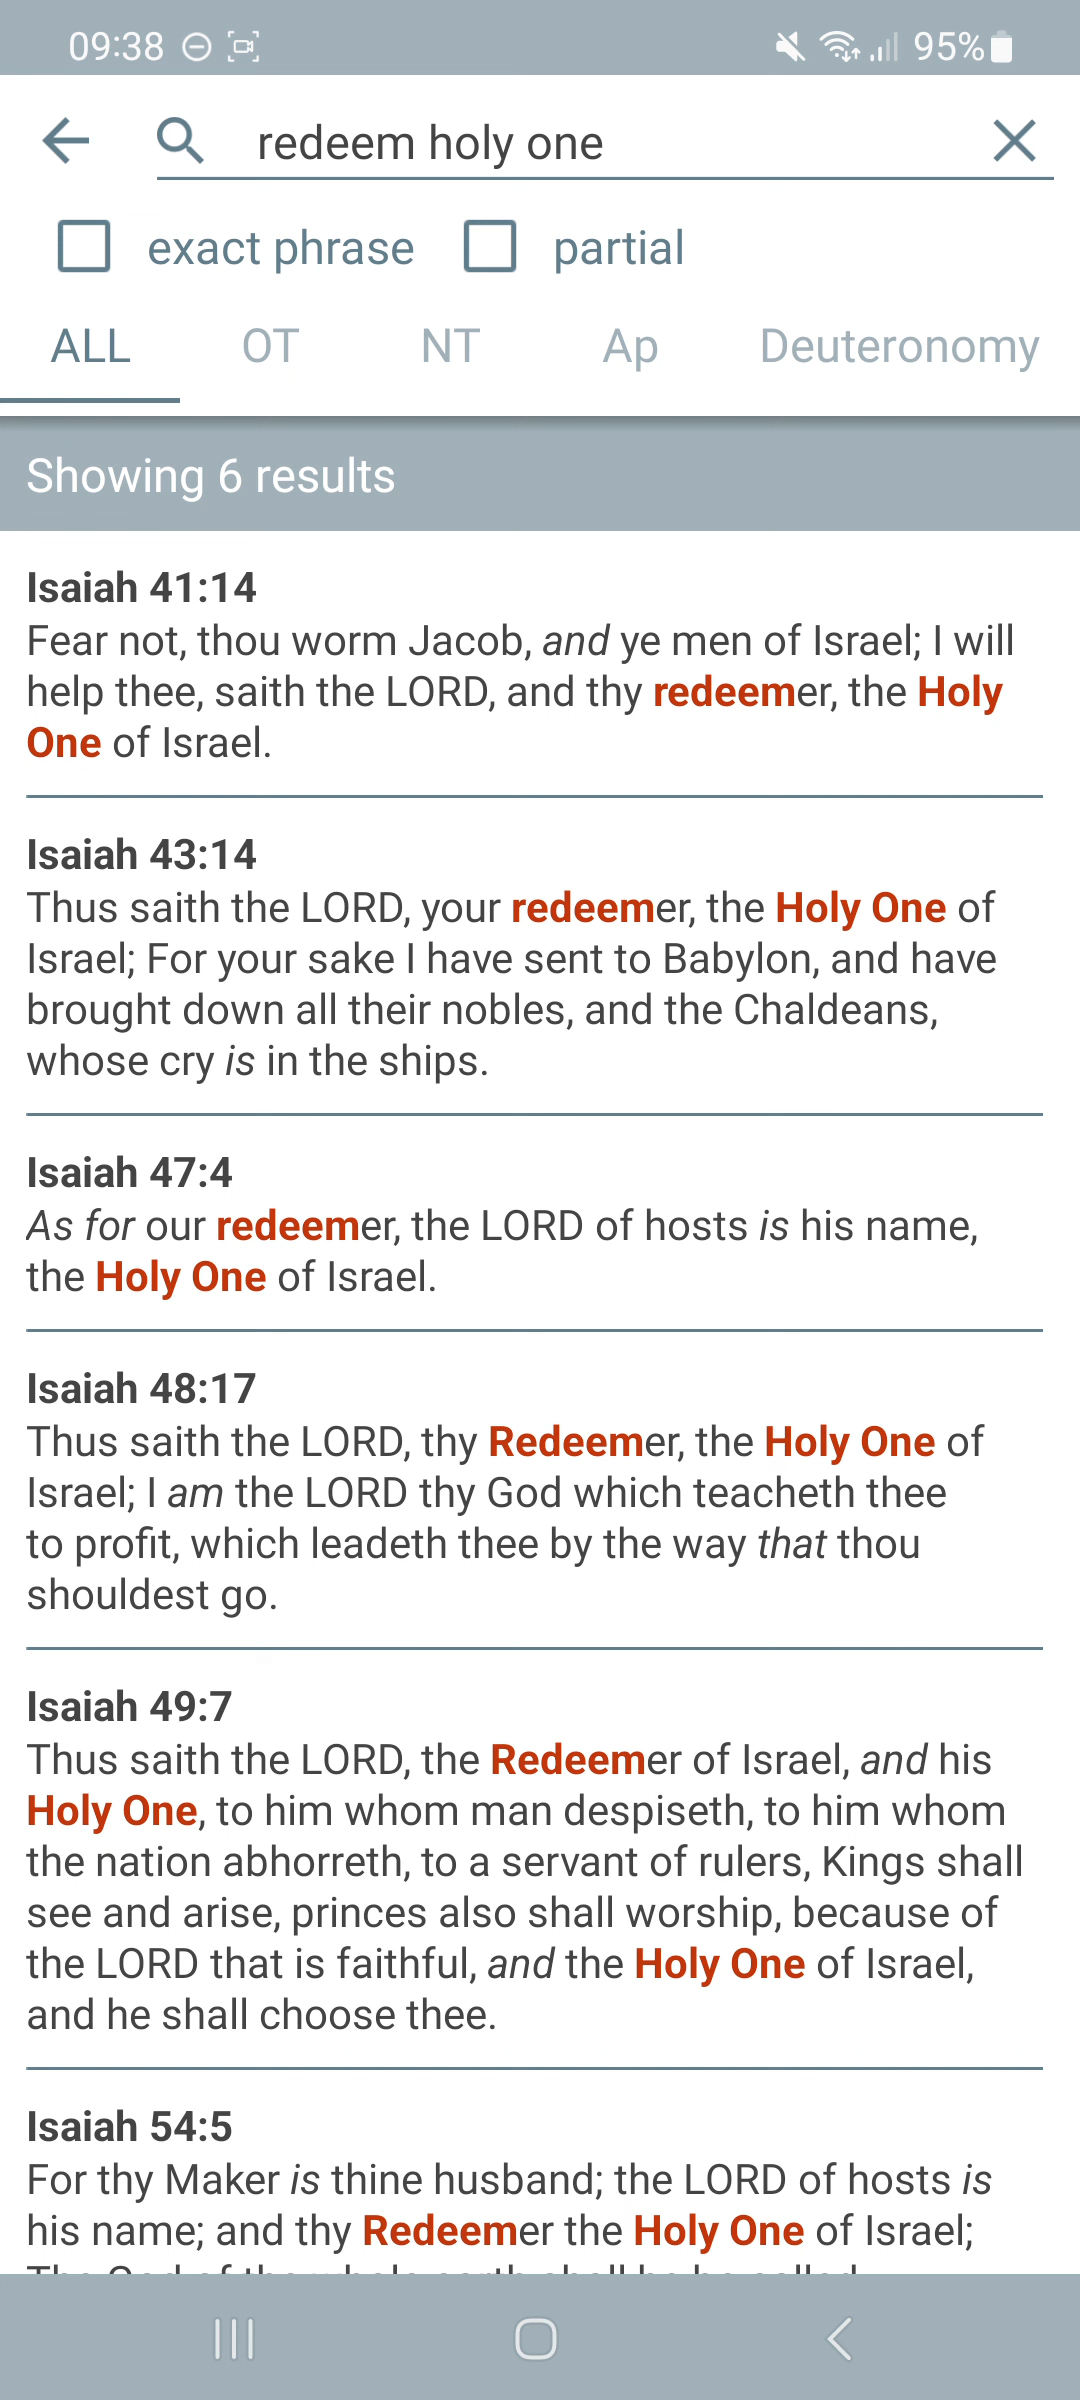 09:38 95%
redeem holy one
exact phrase partial
ALL OT NT Ap Deuteronomy
Showing 6 results
Isaiah 41:14
Fear not, thou worm Jacob, and ye men of Israel; I will
help thee, saith the LORD, and thy redeemer, the Holy
One of Israel.
Isaiah 43:14
Thus saith the LORD, your redeemer, the Holy One of
Israel; For your sake I have sent to Babylon, and have
brought down all their nobles, and the Chaldeans,
whose cry is in the ships.
Isaiah 47:4
As for our redeemer, the LORD of hosts is his name,
the Holy One of Israel.
Isaiah 48:17
Thus saith the LORD, thy Redeemer, the Holy One of
Israel; I am the LORD thy God which teacheth thee
to profit, which leadeth thee by the way that thou
shouldest go.
Isaiah 49:7
Thus saith the LORD, the Redeemer of Israel, and his
Holy One, to him whom man despiseth, to him whom
the nation abhorreth, to a servant of rulers, Kings shall
see and arise, princes also shall worship, because of
the LORD that is faithful, and the Holy One of Israel,
and he shall choose thee.
Isaiah 54:5
For thy Maker is thine husband; the LORD of hosts is
his name; and thy Redeemer the Holy One of Israel;